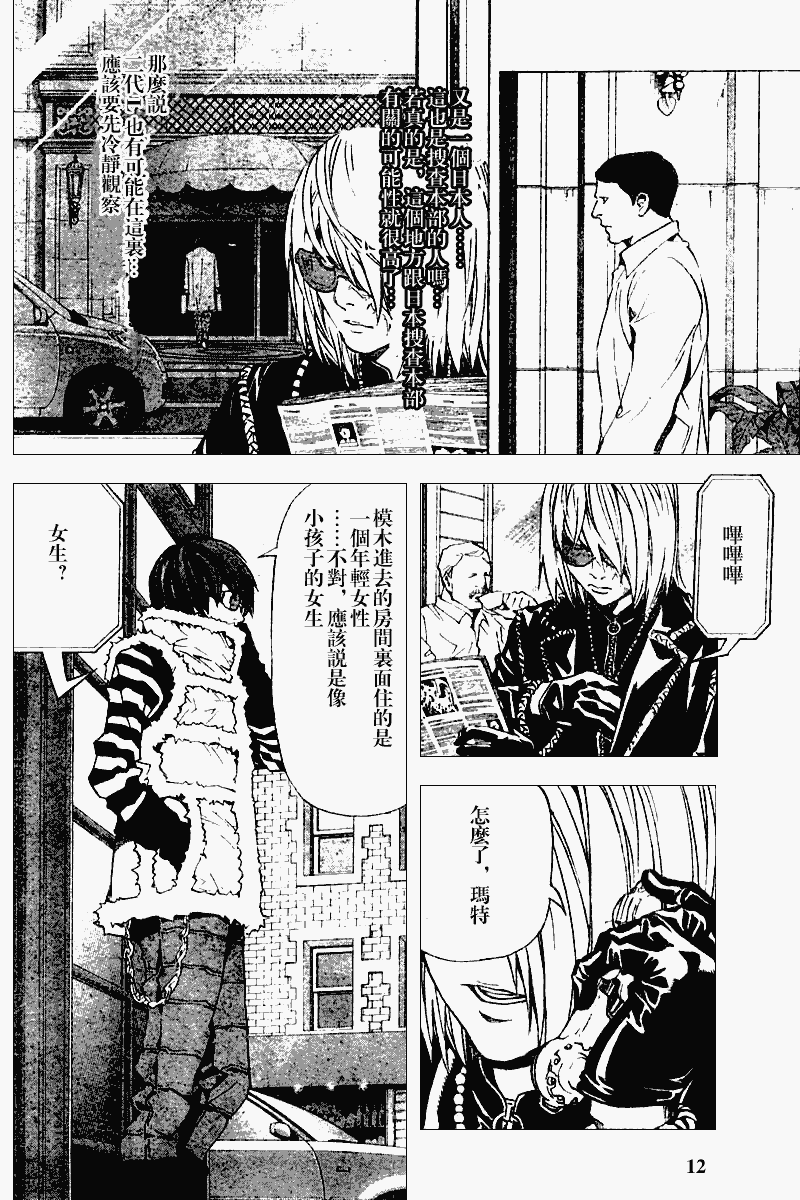 又是一個日本人……
這也是搜查本部的人嗎…
若真的是，這個地方跟日本搜查本部
有關的可能性就很高了…
那麼說
二代L也有可能在這裏…
應該要先冷靜觀察
嗶嗶嗶
怎麼了，瑪特
模木進去的房間裏面住的是
一個年輕女性
……不對，應該說是像
小孩子的女生
女生？
12